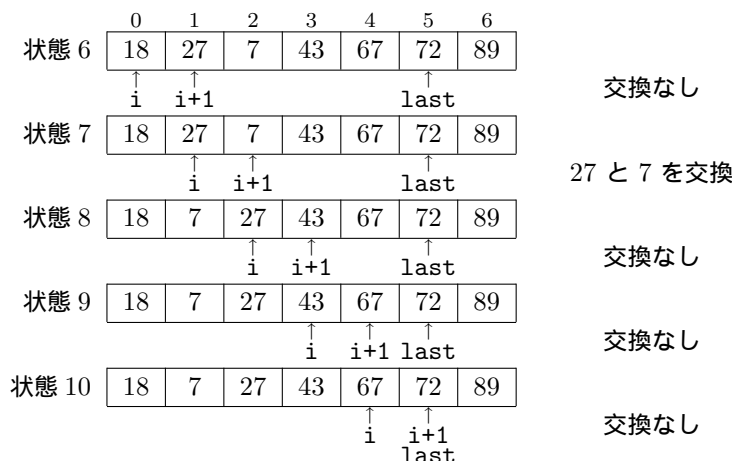 0 1 2 3 4 5 6
状態 6 18 27 7 43 67 72 89
↑ ↑ ↑
i i+1 last 交換なし
状態 7 18 27 7 43 67 72 89
↑ ↑ ↑
i i+1 last 27 と 7 を交換
状態 8 18 7 27 43 67 72 89
↑ ↑ ↑
i i+1 last 交換なし
状態 9 18 7 27 43 67 72 89
↑ ↑ ↑
i i+1 last 交換なし
状態 10 18 7 27 43 67 72 89
↑ ↑
i i+1 交換なし
last